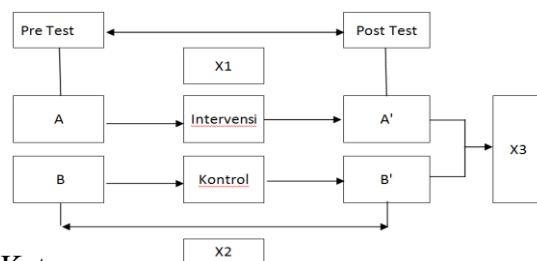 Pre Test
Post Test
X1
A
Intervensi
A'
X3
B
Kontrol
B'
X2